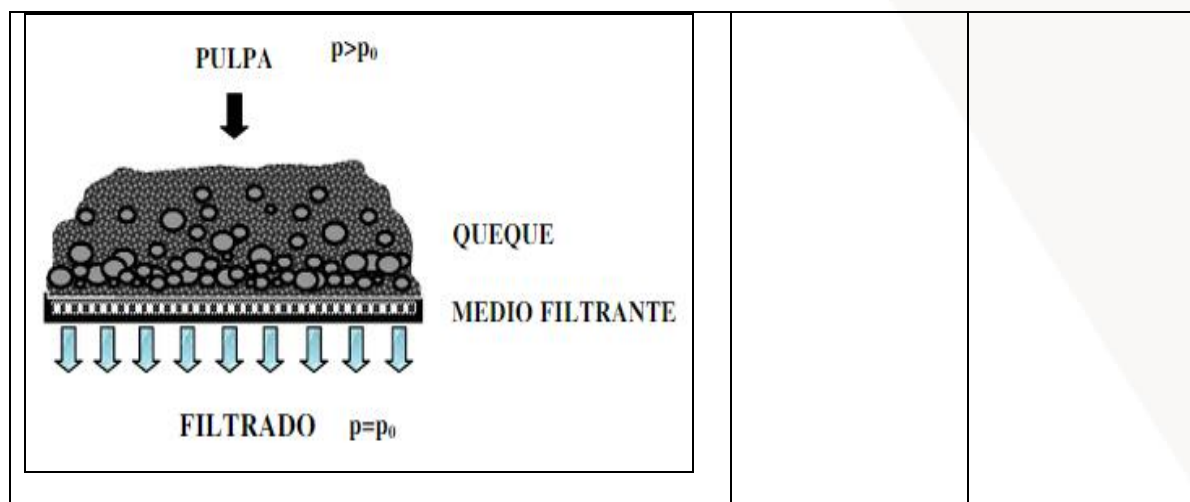 PULPA p>p₀
QUEQUE
MEDIO FILTRANTE
FILTRADO p=p₀